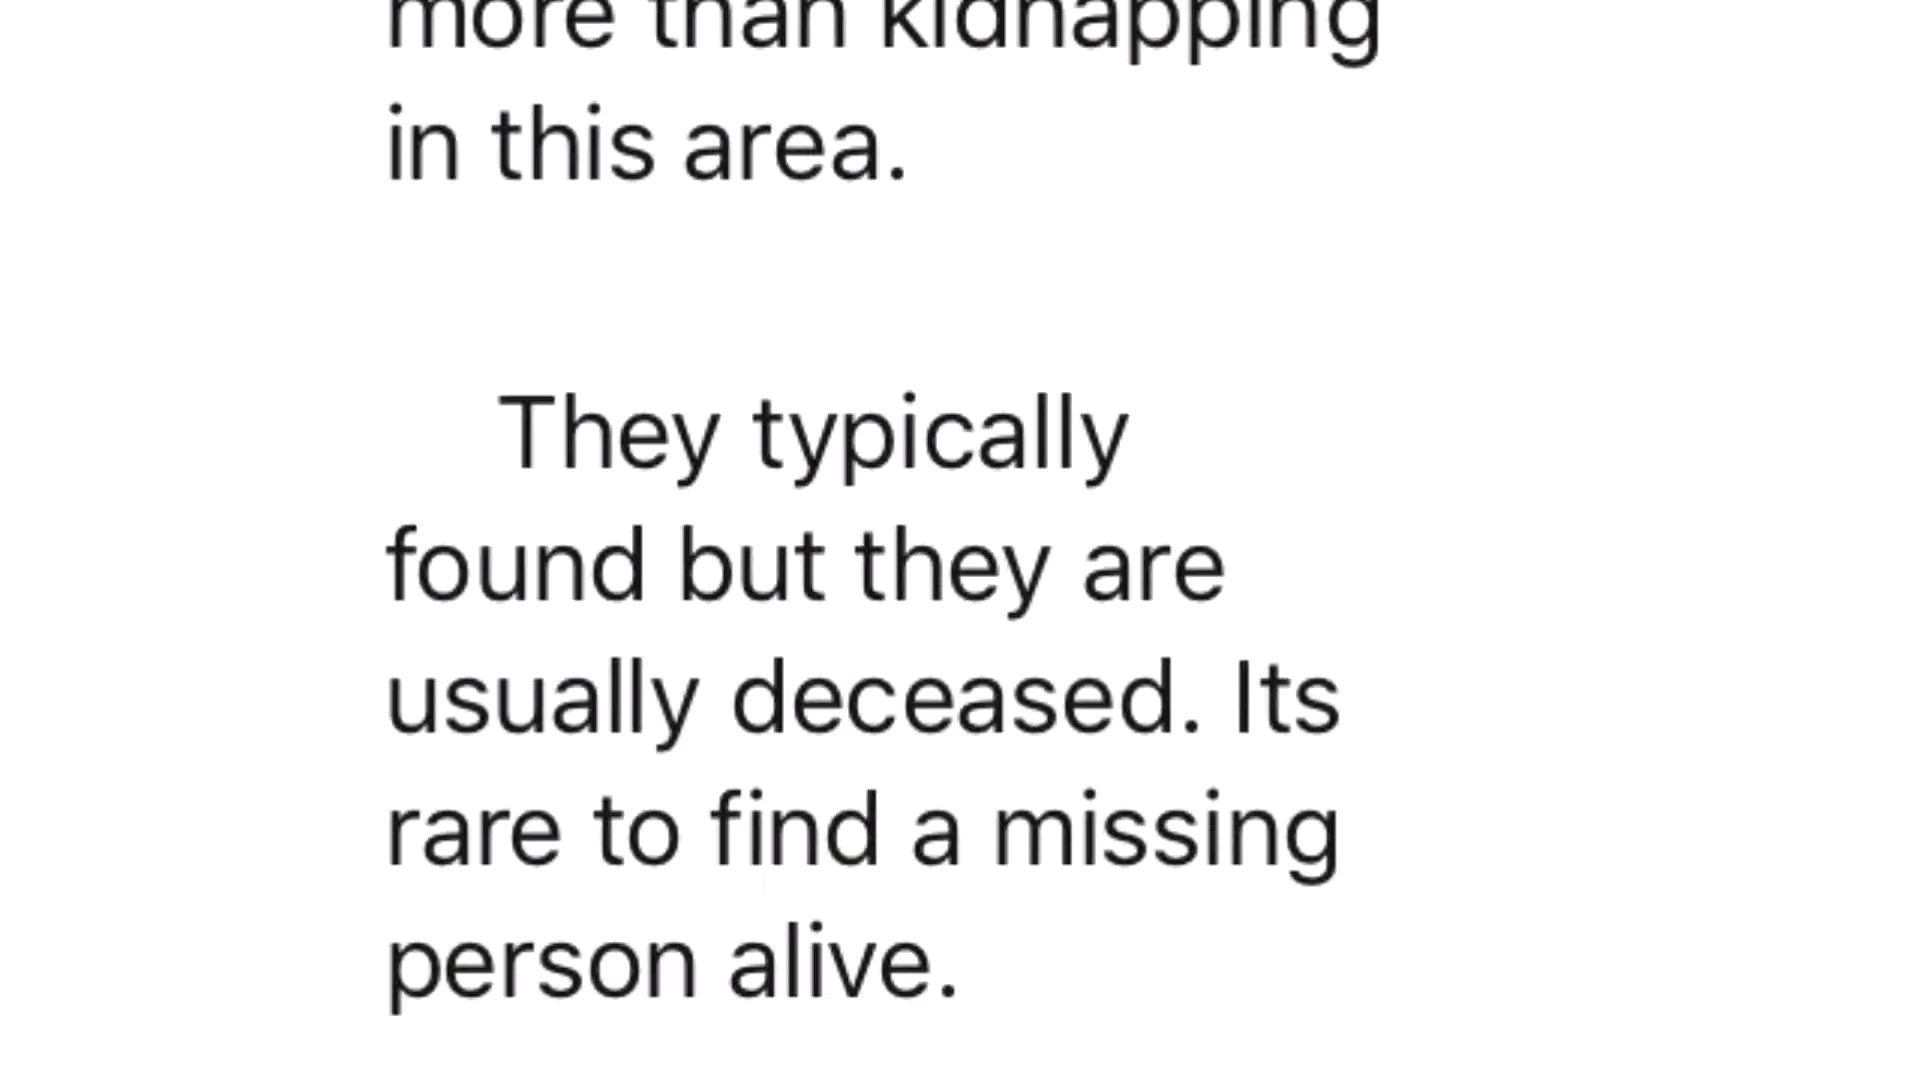 more than kidnapping
in this area.
They typically
found but they are
usually deceased. Its
rare to find a missing
person alive.